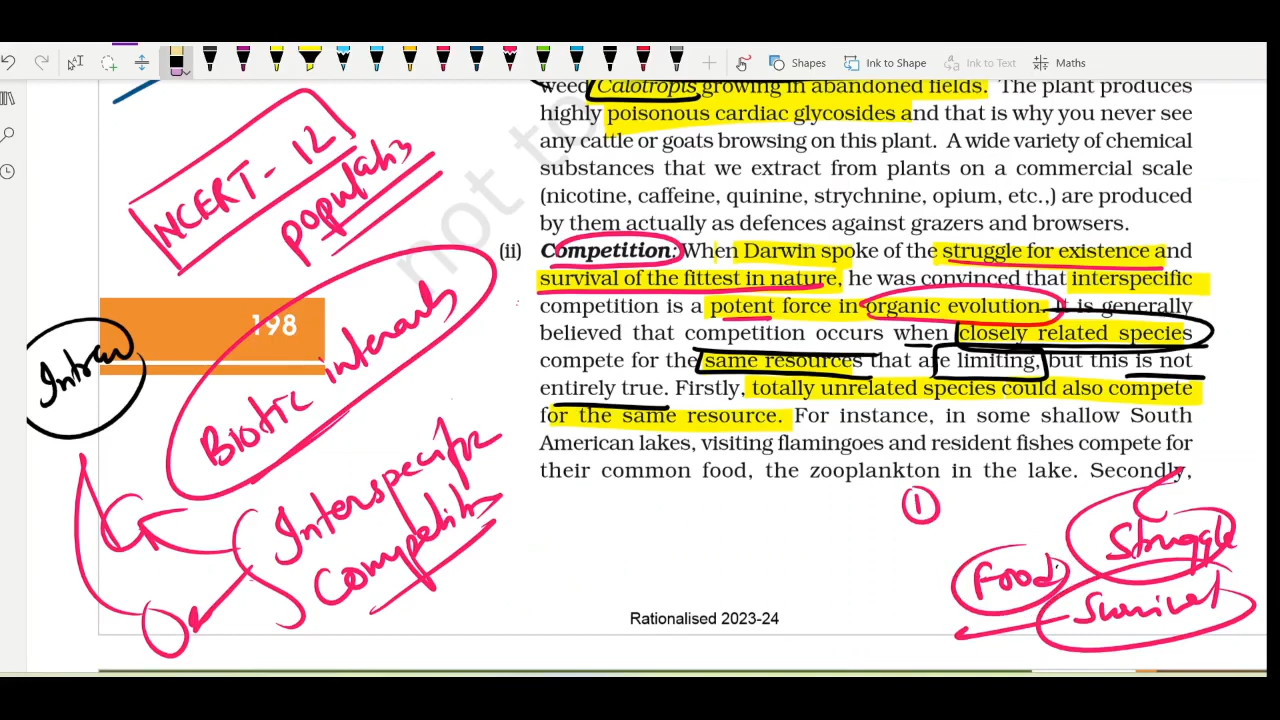 Shapes
Ink to Shape
Ink to Text
Maths
weed Calotropis growing in abandoned fields. The plant produces
highly poisonous cardiac glycosides and that is why you never see
any cattle or goats browsing on this plant. A wide variety of chemical
substances that we extract from plants on a commercial scale
(nicotine, caffeine, quinine, strychnine, opium, etc.,) are produced
by them actually as defences against grazers and browsers.
(ii) Competition: When Darwin spoke of the struggle for existence and
survival of the fittest in nature, he was convinced that interspecific
competition is a potent force in organic evolution. It is generally
believed that competition occurs when closely related species
compete for the same resources that are limiting, but this is not
entirely true. Firstly, totally unrelated species could also compete
for the same resource. For instance, in some shallow South
American lakes, visiting flamingoes and resident fishes compete for
their common food, the zooplankton in the lake. Secondly,
not to
NCERT - 12
198
Biotic
Interspecific
1
Struggle
Food
Survival
Rationalised 2023-24